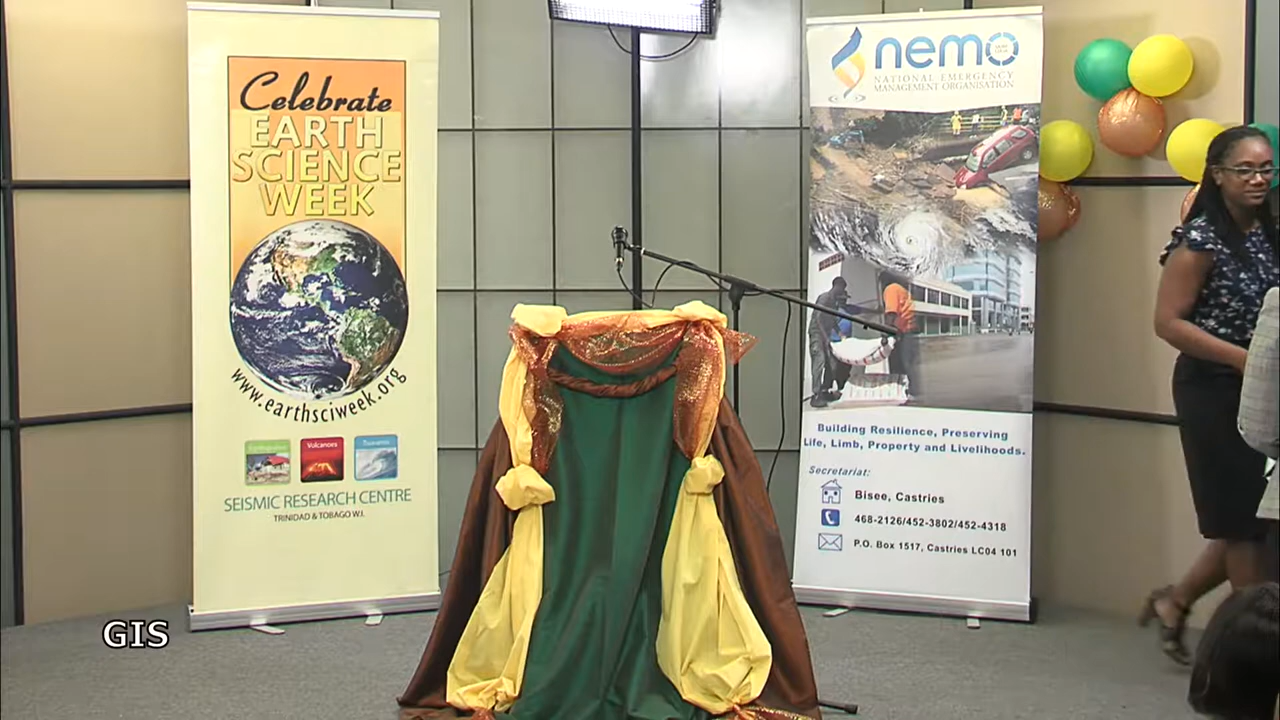 Celebrate
EARTH
SCIENCE
WEEK
www.earthsciweek.org
Earthquakes
Volcanoes
Tsunamis
SEISMIC RESEARCH CENTRE
TRINIDAD & TOBAGO W.I.
nemo
NATIONAL EMERGENCY
MANAGEMENT ORGANISATION
Building Resilience, Preserving
Life, Limb, Property and Livelihoods.
Secretariat:
Bisee, Castries
468-2126/452-3802/452-4318
P.O. Box 1517, Castries LC04 101
GIS